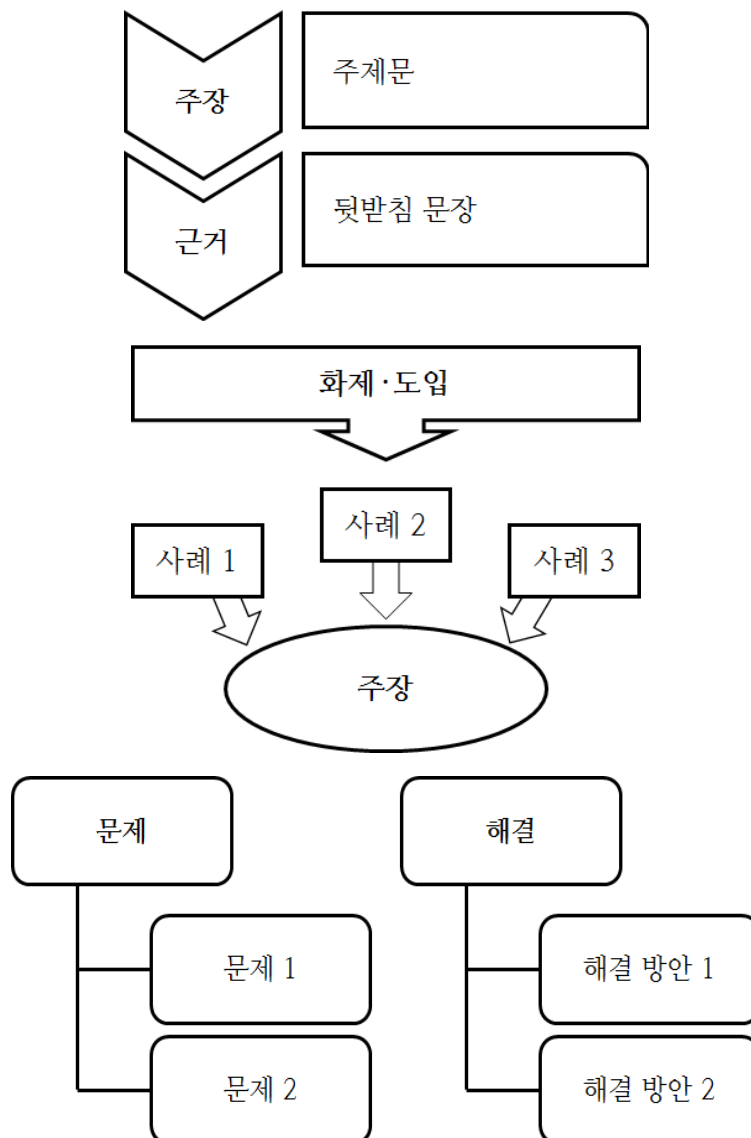 주장
주제문
근거
뒷받침 문장
화제·도입
사례 1
사례 2
사례 3
주장
문제
문제 1
문제 2
해결
해결 방안 1
해결 방안 2